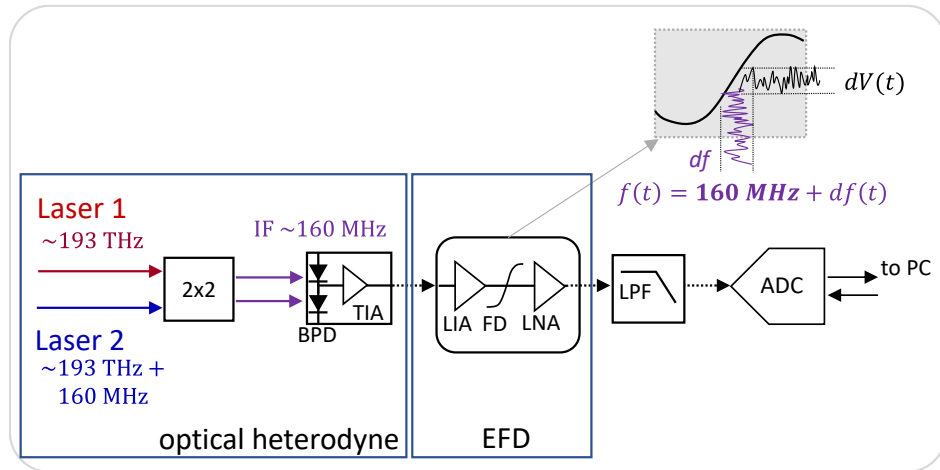 dV(t)
df
f(t) = 160 MHz + df(t)
Laser 1
~193 THz
IF ~160 MHz
2x2
TIA
BPD
LIA
FD
LNA
LPF
ADC
to PC
Laser 2
~193 THz +
160 MHz
optical heterodyne
EFD